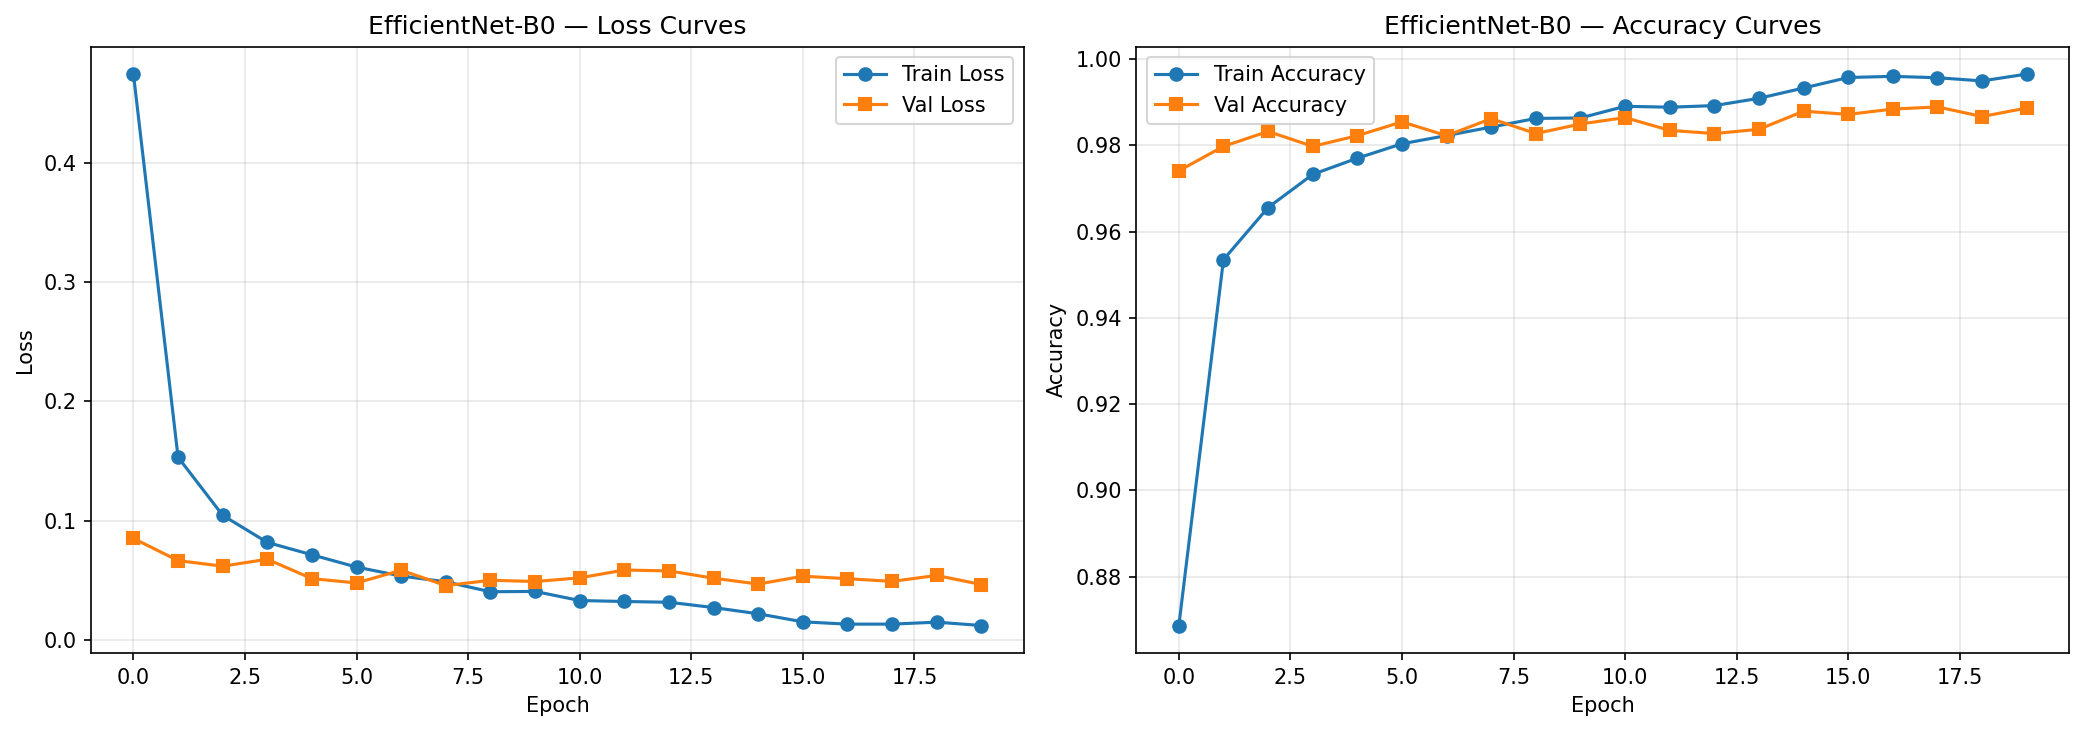 EfficientNet-B0 — Loss Curves
Train Loss
Val Loss
0.4
0.3
0.2
0.1
0.0
Loss
0.0 2.5 5.0 7.5 10.0 12.5 15.0 17.5
Epoch
EfficientNet-B0 — Accuracy Curves
Train Accuracy
Val Accuracy
1.00
0.98
0.96
0.94
0.92
0.90
0.88
Accuracy
0.0 2.5 5.0 7.5 10.0 12.5 15.0 17.5
Epoch